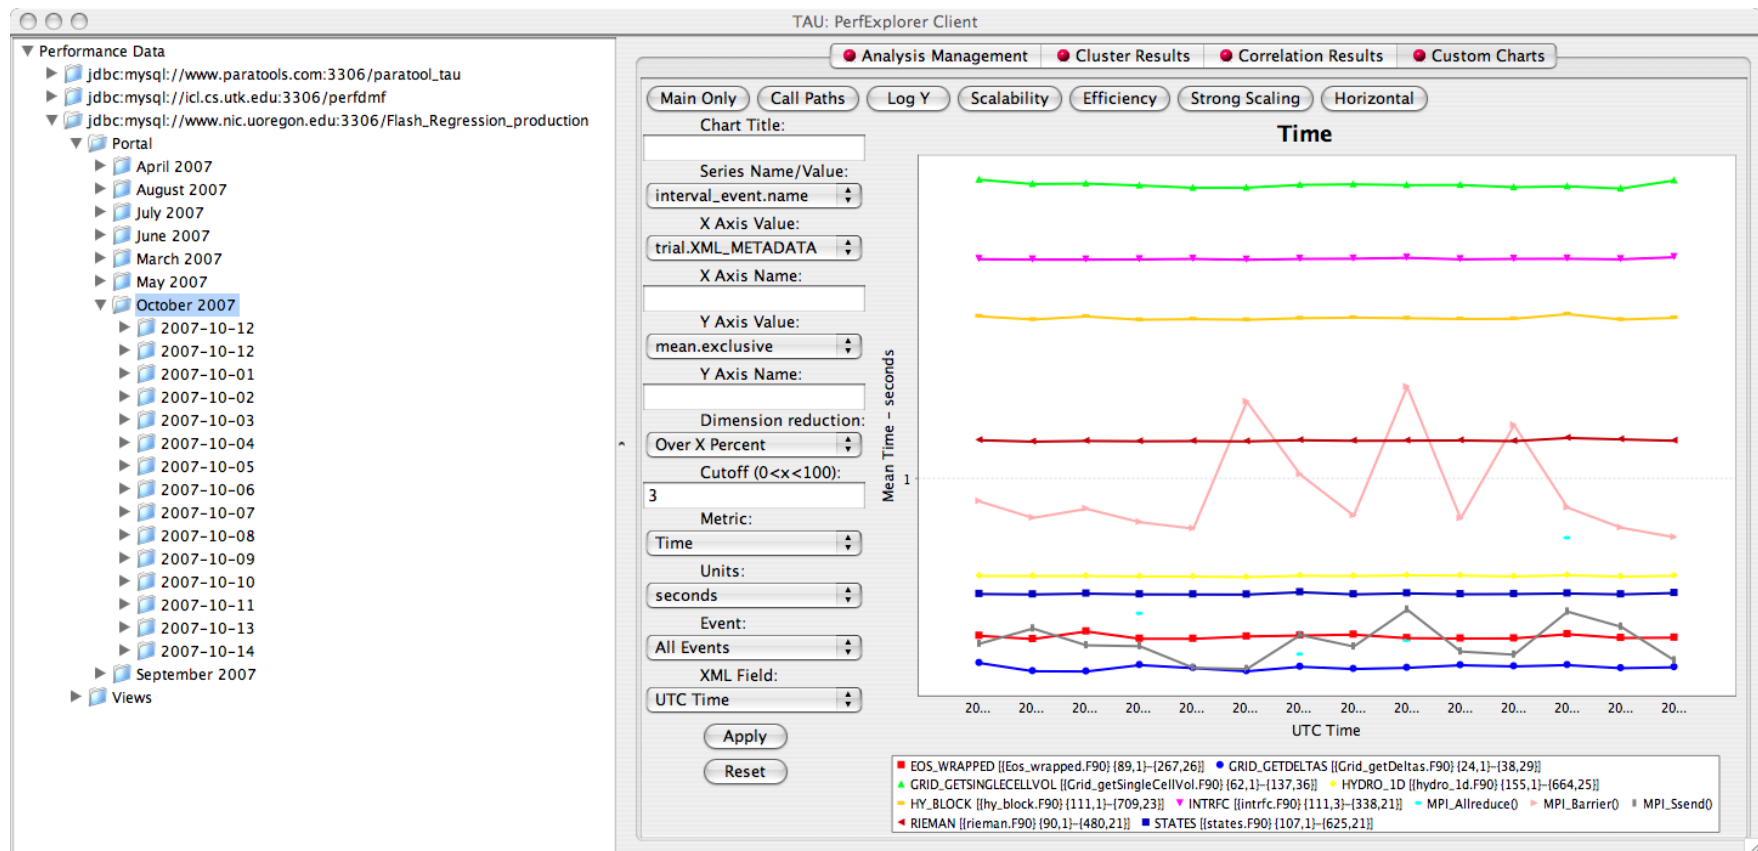 TAU: PerfExplorer Client
Performance Data
jdbc:mysql://www.paratools.com:3306/paratool_tau
jdbc:mysql://icl.cs.utk.edu:3306/perfdmf
jdbc:mysql://www.nic.uoregon.edu:3306/Flash_Regression_production
Portal
April 2007
August 2007
July 2007
June 2007
March 2007
May 2007
October 2007
2007-10-12
2007-10-12
2007-10-01
2007-10-02
2007-10-03
2007-10-04
2007-10-05
2007-10-06
2007-10-07
2007-10-08
2007-10-09
2007-10-10
2007-10-11
2007-10-13
2007-10-14
September 2007
Views
Analysis Management Cluster Results Correlation Results Custom Charts
Main Only Call Paths Log Y Scalability Efficiency Strong Scaling Horizontal
Chart Title:
Series Name/Value:
interval_event.name
X Axis Value:
trial.XML_METADATA
X Axis Name:
Y Axis Value:
mean.exclusive
Y Axis Name:
Dimension reduction:
Over X Percent
Cutoff (0<x<100):
3
Metric:
Time
Units:
seconds
Event:
All Events
XML Field:
UTC Time
Apply
Reset
Time
Mean Time - seconds
1
20... 20... 20... 20... 20... 20... 20... 20... 20... 20... 20... 20... 20... 20...
UTC Time
EOS_WRAPPED [{Eos_wrapped.F90} {89,1}-{267,26}] GRID_GETDELTAS [{Grid_getDeltas.F90} {24,1}-{38,29}]
GRID_GETSINGLECELLVOL [{Grid_getSingleCellVol.F90} {62,1}-{137,36}] HYDRO_1D [{hydro_1d.F90} {155,1}-{664,25}]
HY_BLOCK [{hy_block.F90} {111,1}-{709,23}] INTRFC [{intrfc.F90} {111,3}-{338,21}] MPI_Allreduce() MPI_Barrier() MPI_Ssend()
RIEMAN [{rieman.F90} {90,1}-{480,21}] STATES [{states.F90} {107,1}-{625,21}]